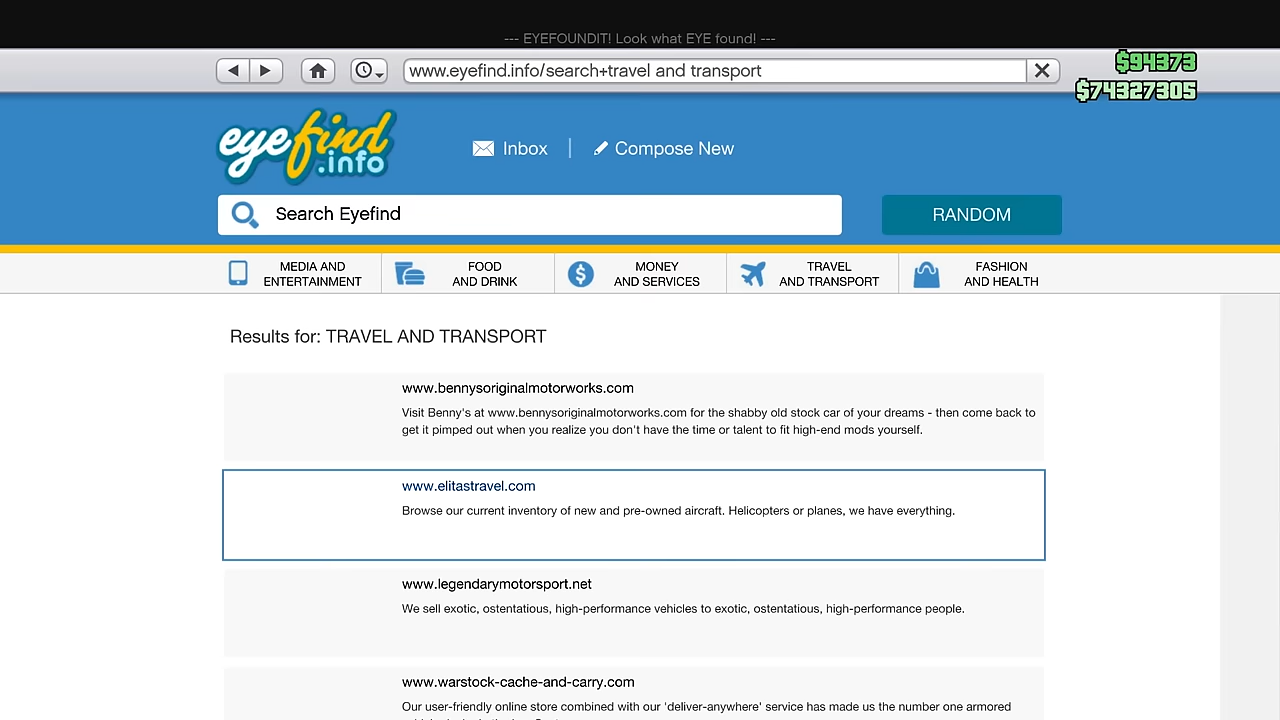 --- EYEFOUNDIT! Look what EYE found! ---
www.eyefind.info/search+travel and transport
$94373
$74327305
eyefind
.info
Inbox
Compose New
Search Eyefind
RANDOM
MEDIA AND
ENTERTAINMENT
FOOD
AND DRINK
MONEY
AND SERVICES
TRAVEL
AND TRANSPORT
FASHION
AND HEALTH
Results for: TRAVEL AND TRANSPORT
www.bennysoriginalmotorworks.com
Visit Benny's at www.bennysoriginalmotorworks.com for the shabby old stock car of your dreams - then come back to
get it pimped out when you realize you don't have the time or talent to fit high-end mods yourself.
www.elitastravel.com
Browse our current inventory of new and pre-owned aircraft. Helicopters or planes, we have everything.
www.legendarymotorsport.net
We sell exotic, ostentatious, high-performance vehicles to exotic, ostentatious, high-performance people.
www.warstock-cache-and-carry.com
Our user-friendly online store combined with our 'deliver-anywhere' service has made us the number one armored